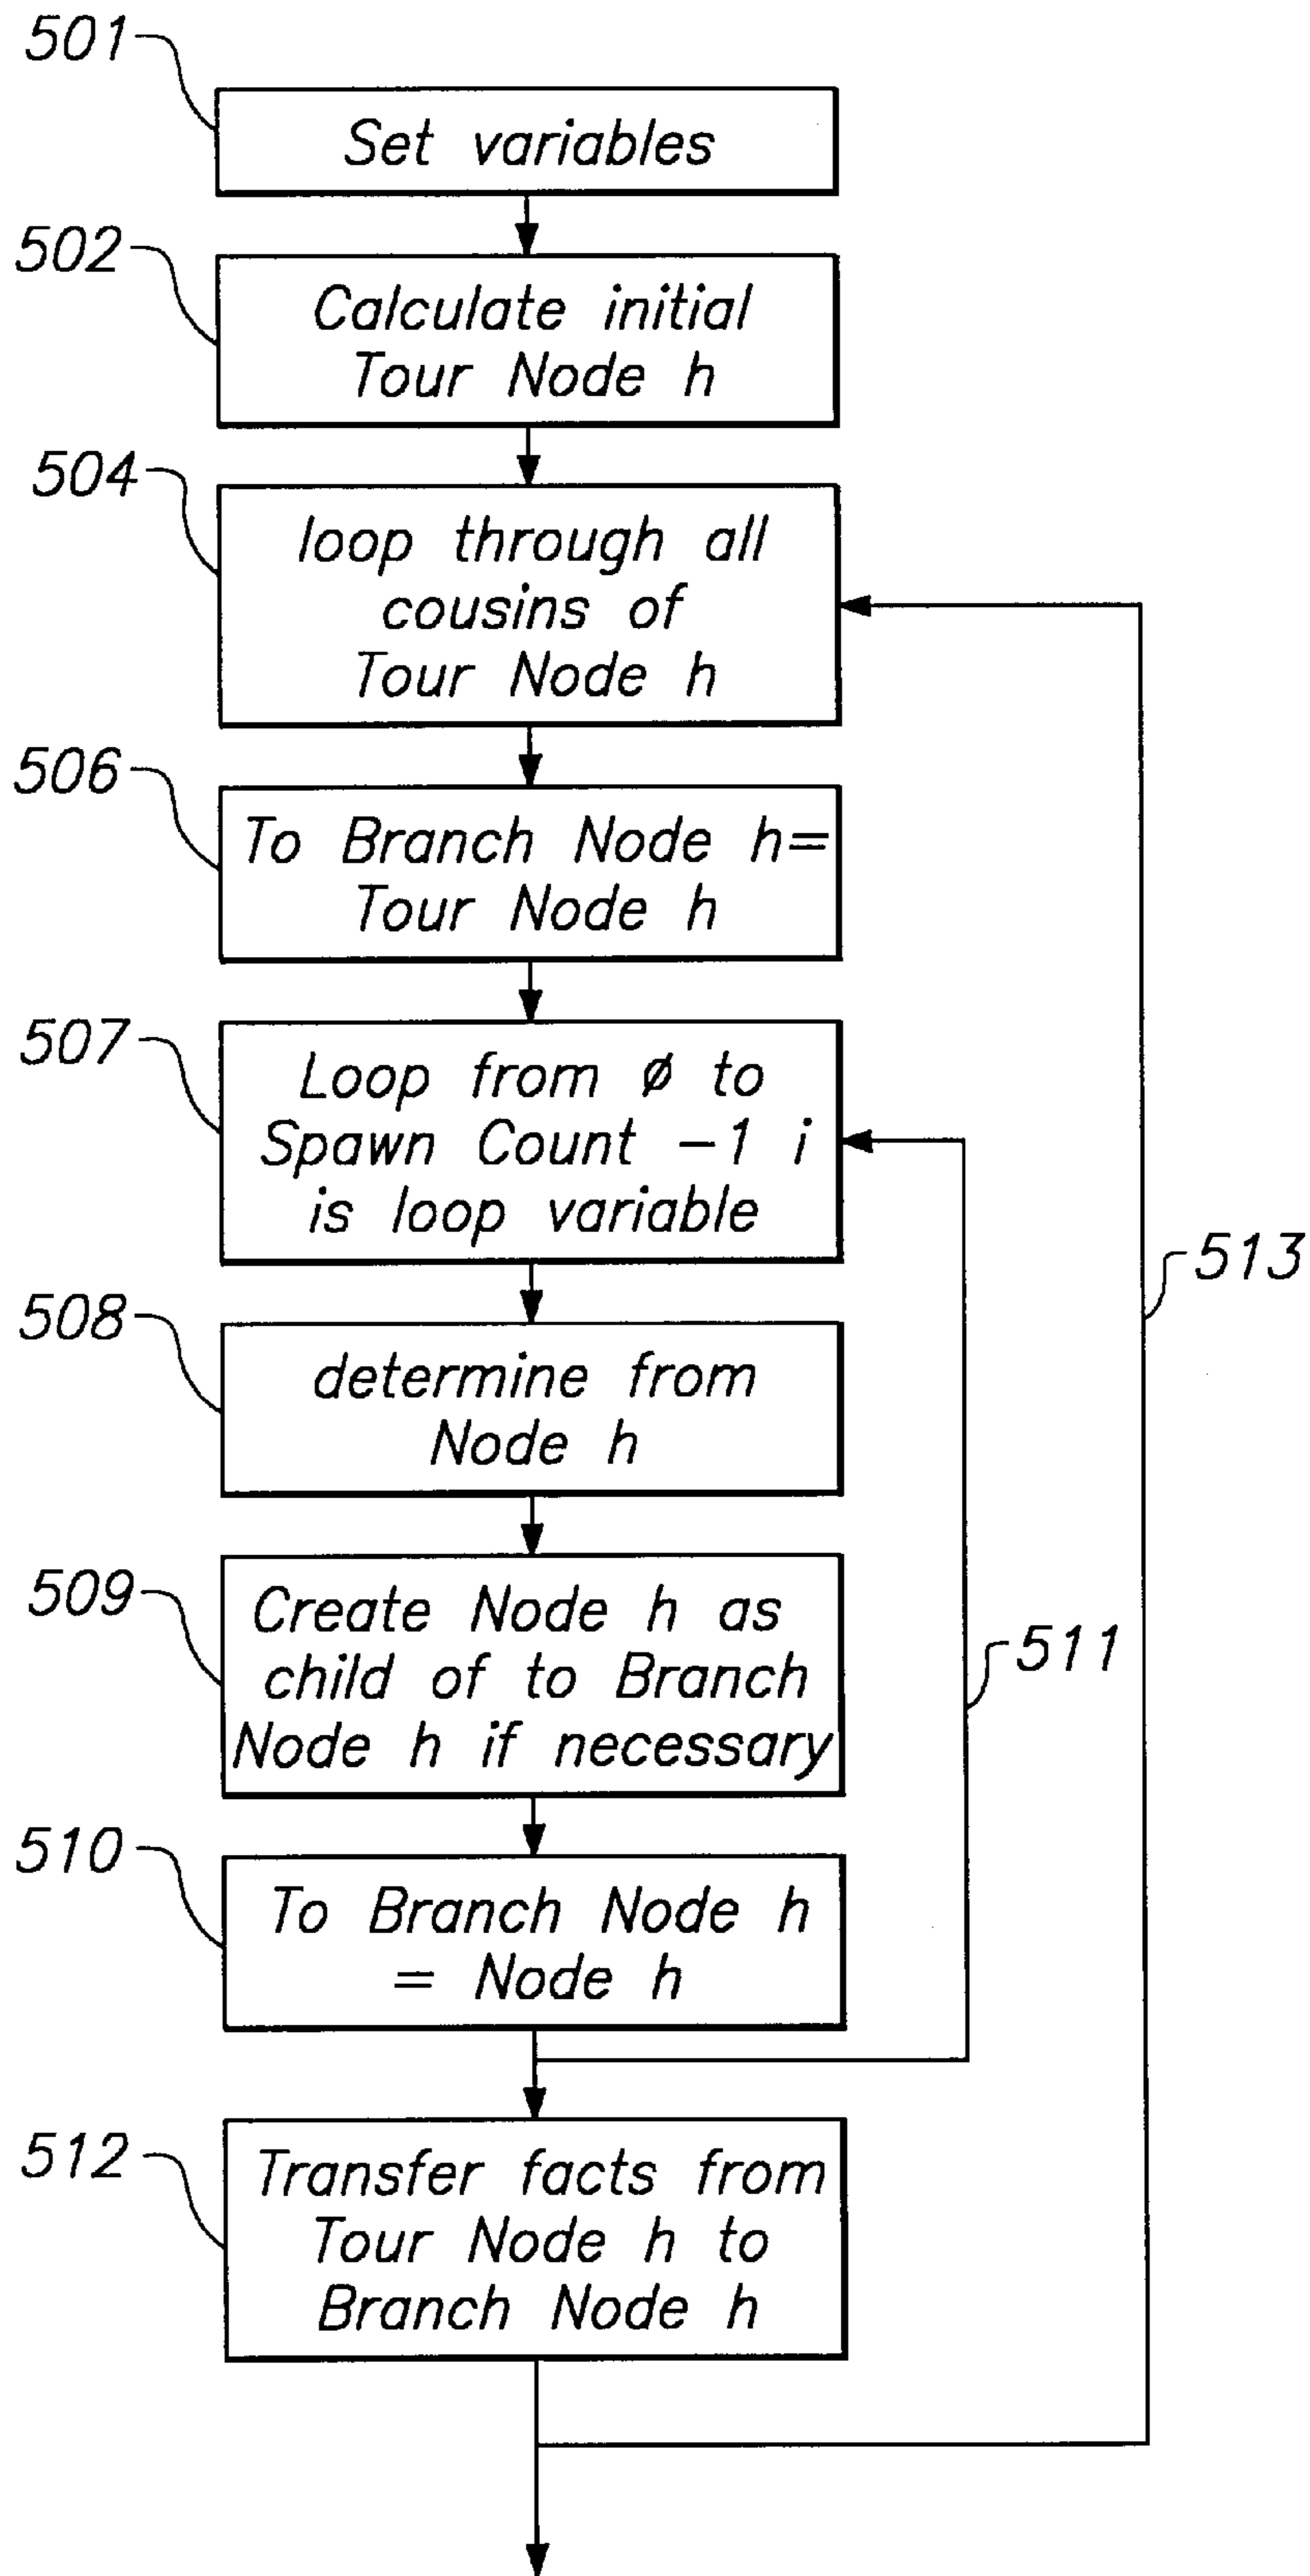 501
Set variables
502
Calculate initial
Tour Node h
504
loop through all
cousins of
Tour Node h
506
To Branch Node h=
Tour Node h
507
Loop from ø to
Spawn Count -1 i
is loop variable
513
508
determine from
Node h
509
Create Node h as
child of to Branch
Node h if necessary
511
510
To Branch Node h
= Node h
512
Transfer facts from
Tour Node h to
Branch Node h